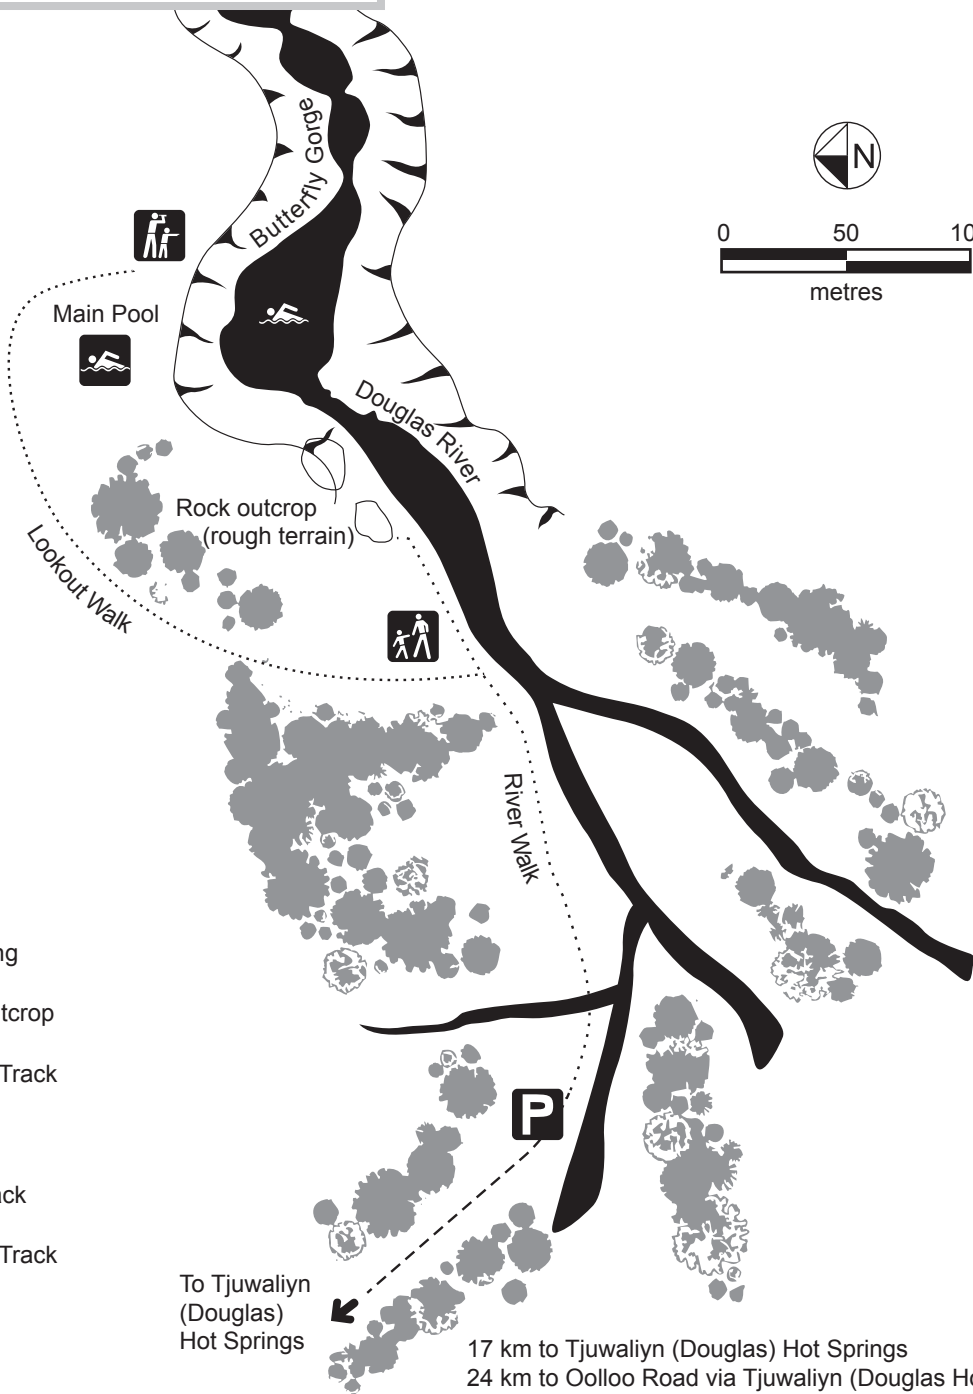 Butterfly Gorge
N
0 50 10
metres
Main Pool
Douglas River
Rock outcrop
(rough terrain)
Lookout Walk
River Walk
ng
tcrop
Track
ck
Track
P
To Tjuwaliyn
(Douglas)
Hot Springs
17 km to Tjuwaliyn (Douglas) Hot Springs
24 km to Oolloo Road via Tjuwaliyn (Douglas Ho